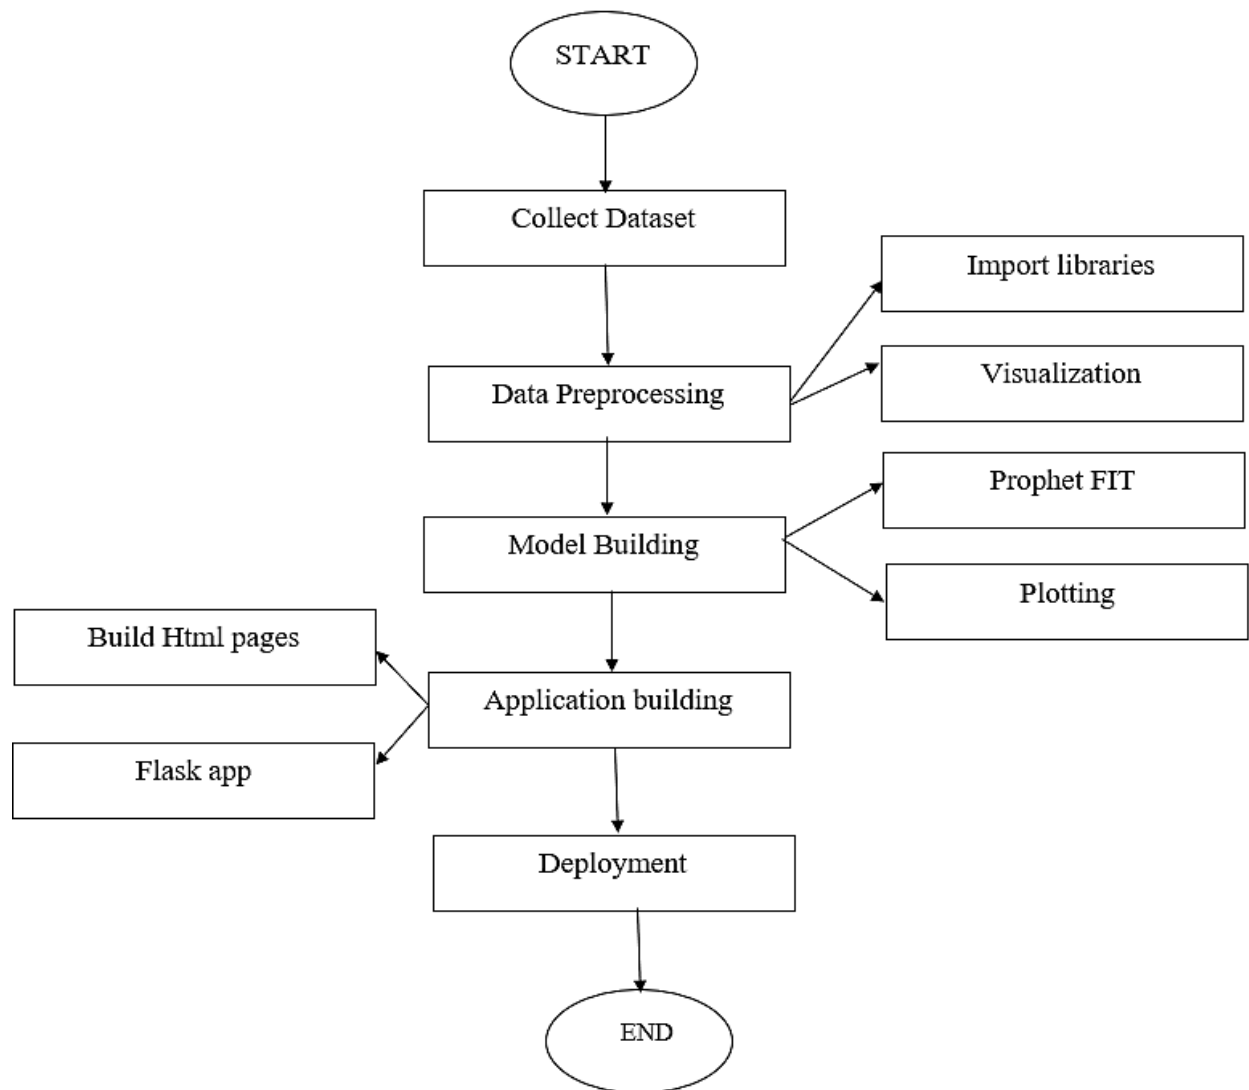 START
Collect Dataset
Import libraries
Visualization
Data Preprocessing
Prophet FIT
Model Building
Plotting
Build Html pages
Application building
Flask app
Deployment
END